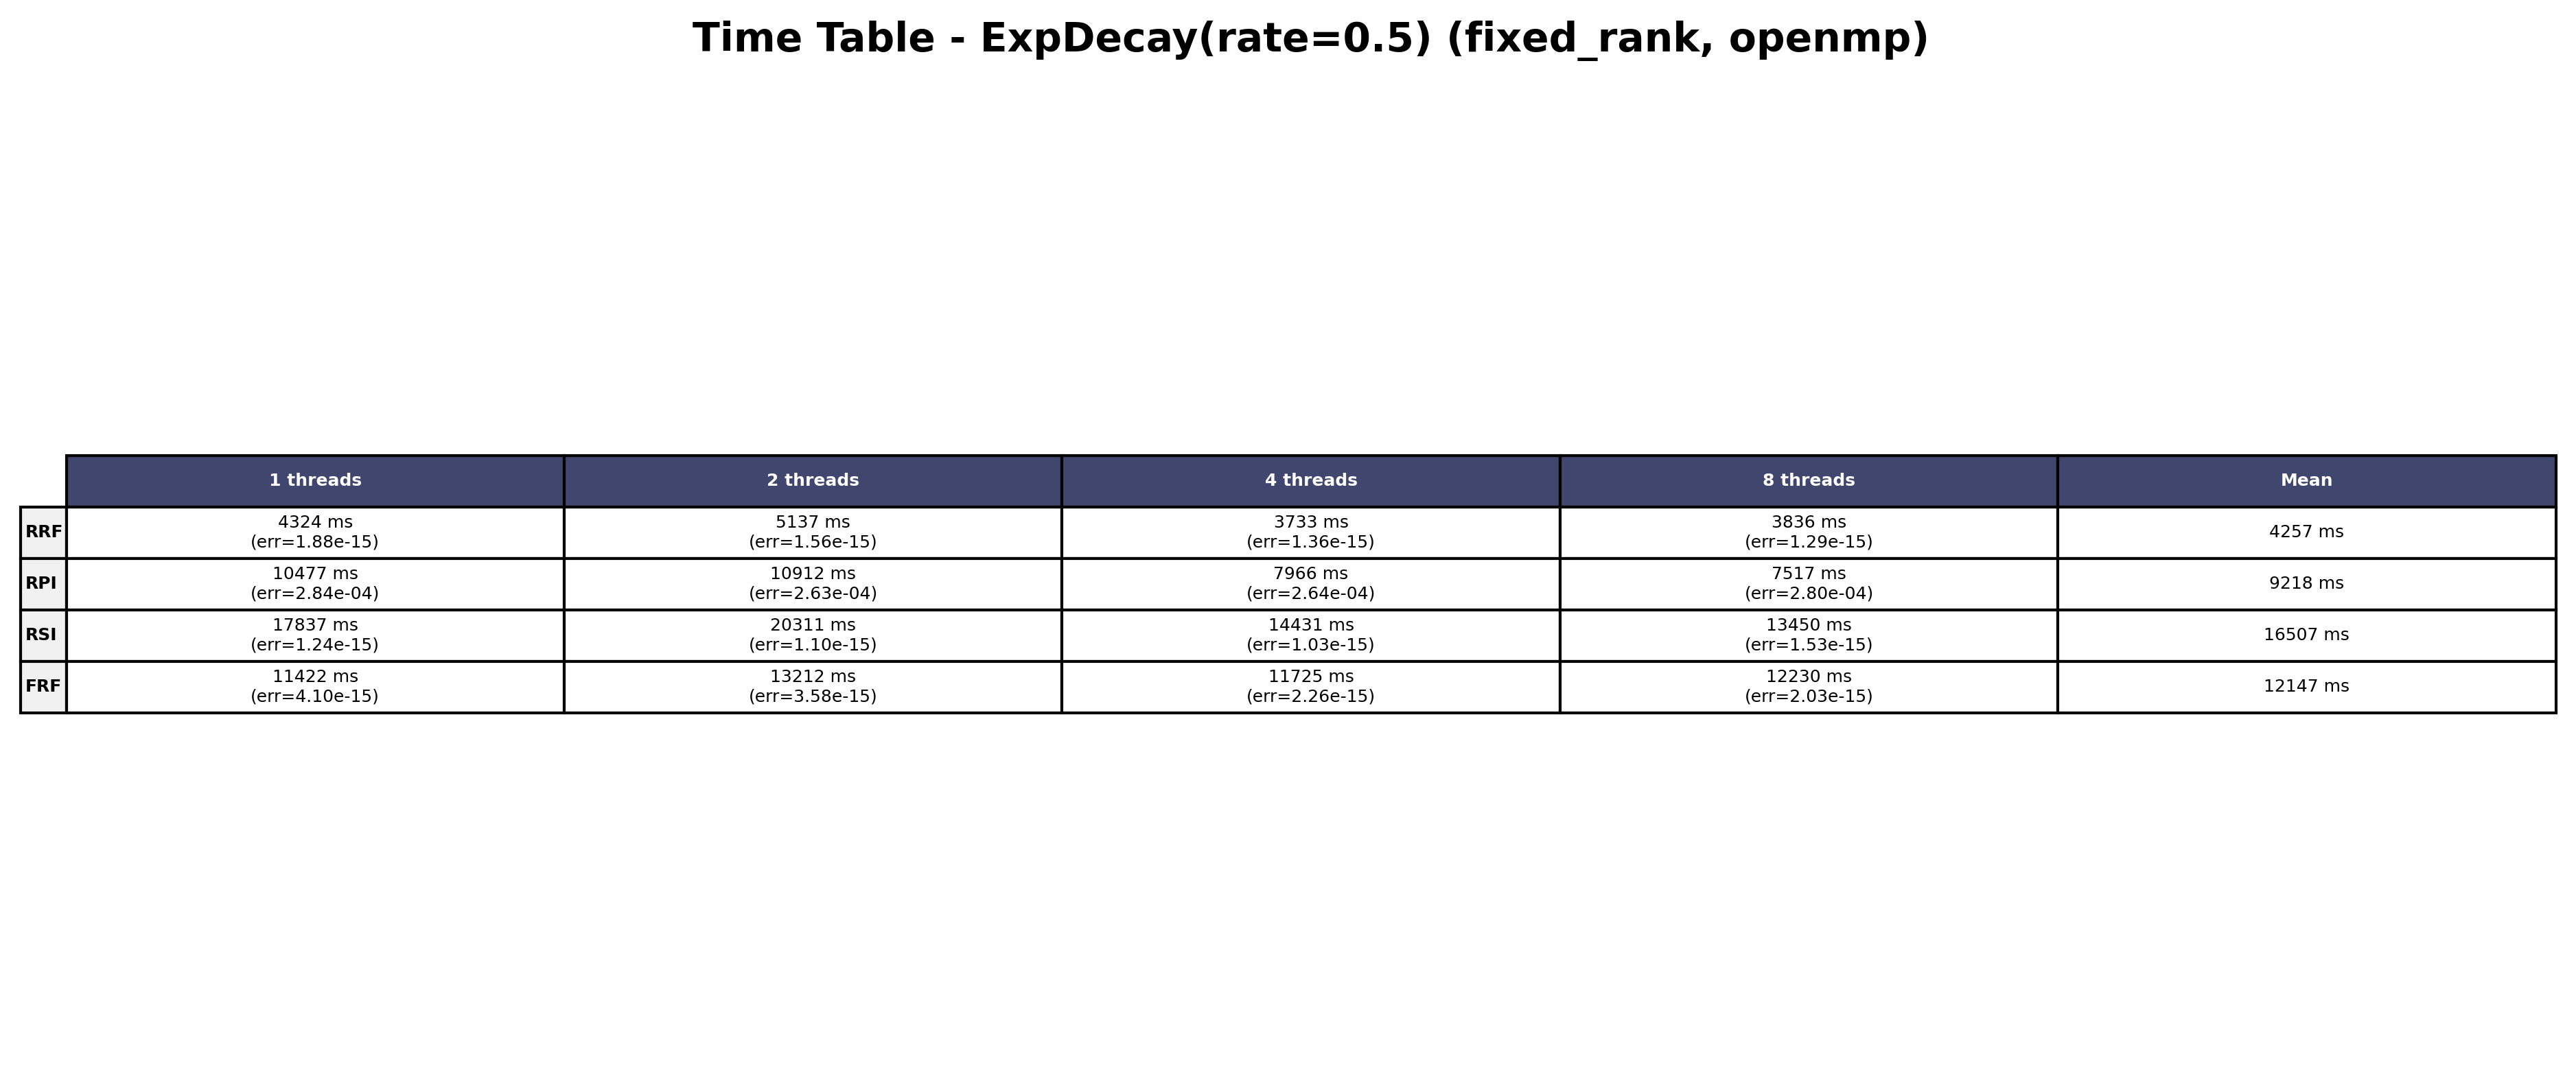 Time Table - ExpDecay(rate=0.5) (fixed_rank, openmp)
1 threads 2 threads 4 threads 8 threads Mean
RRF 4324 ms 5137 ms 3733 ms 3836 ms 4257 ms
(err=1.88e-15) (err=1.56e-15) (err=1.36e-15) (err=1.29e-15)
RPI 10477 ms 10912 ms 7966 ms 7517 ms 9218 ms
(err=2.84e-04) (err=2.63e-04) (err=2.64e-04) (err=2.80e-04)
RSI 17837 ms 20311 ms 14431 ms 13450 ms 16507 ms
(err=1.24e-15) (err=1.10e-15) (err=1.03e-15) (err=1.53e-15)
FRF 11422 ms 13212 ms 11725 ms 12230 ms 12147 ms
(err=4.10e-15) (err=3.58e-15) (err=2.26e-15) (err=2.03e-15)